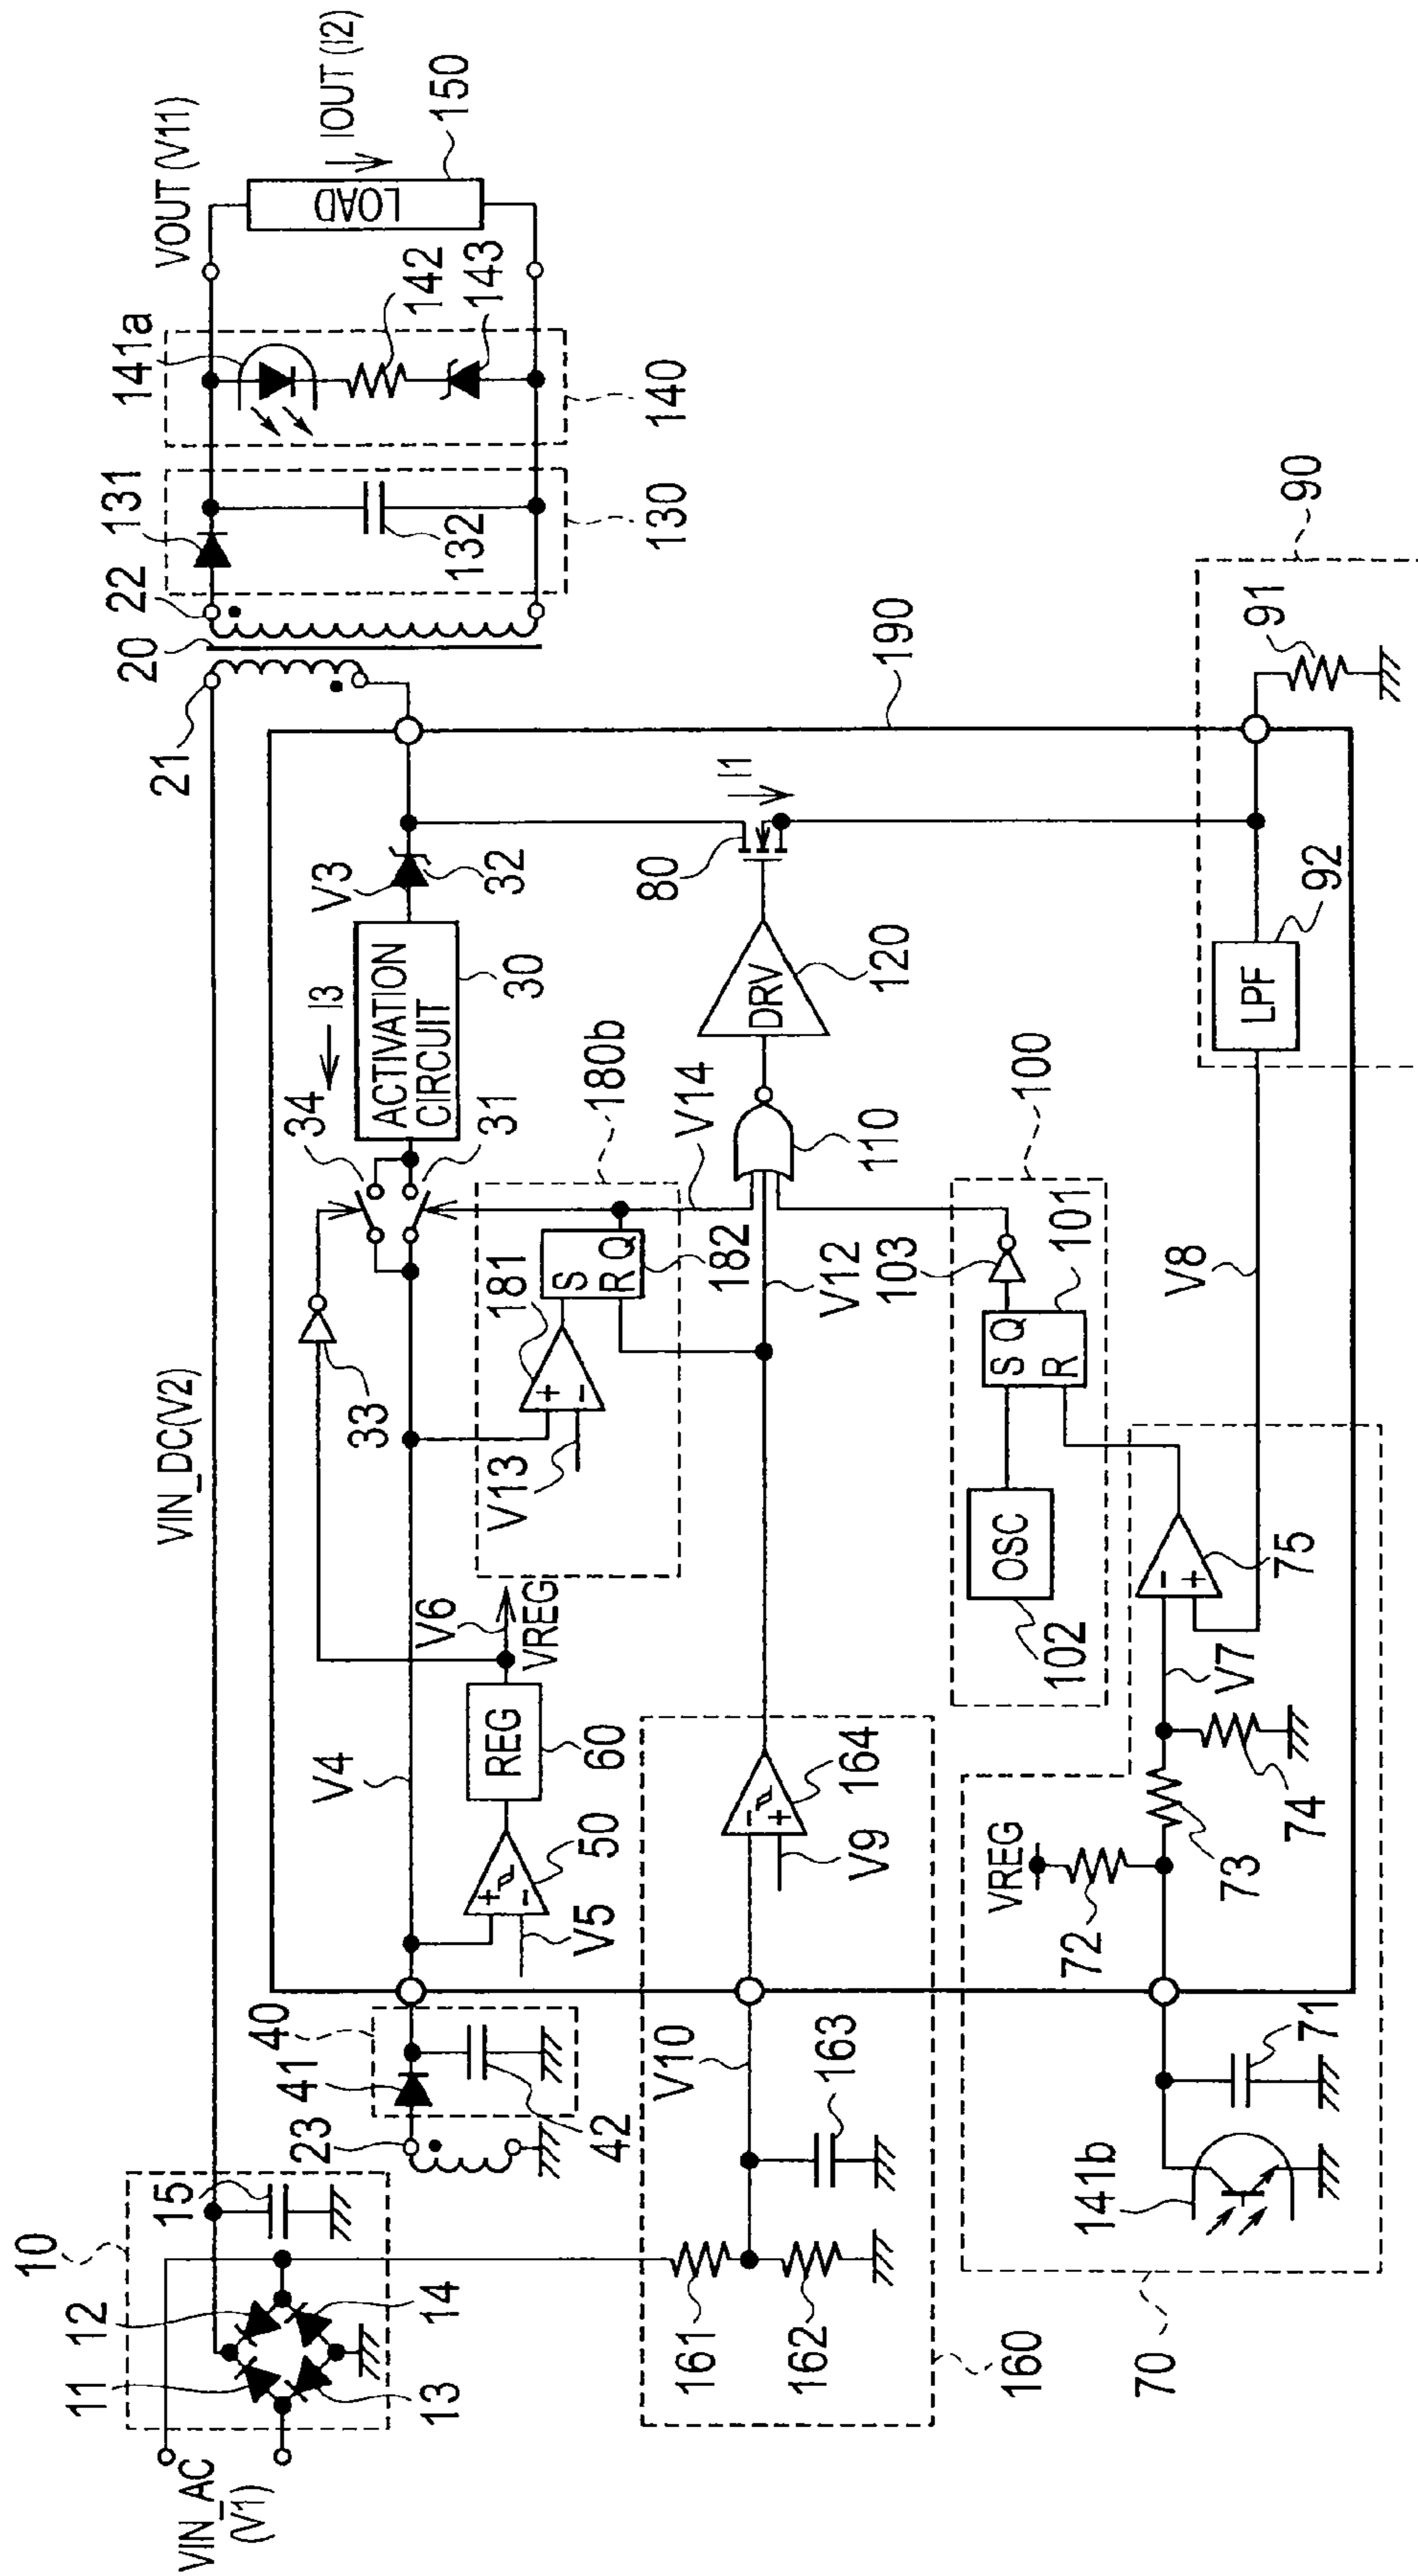 VIN_AC
(V1)
10
11
12
13
14
15
VIN_DC(V2)
21
20
22
131
132
130
141a
142
143
140
VOUT (V11)
IOUT (I2)
LOAD
150
23
41
42
40
V4
V5
50
REG
60
V6
VREG
33
34
31
I3
ACTIVATION
CIRCUIT
30
V3
32
V13
181
S
R
Q
182
180b
V14
V12
110
DRV
120
80
I1
190
161
162
163
V10
V9
164
160
141b
71
72
VREG
73
74
V7
75
70
OSC
102
S
Q
R
101
103
100
V8
LPF
92
91
90